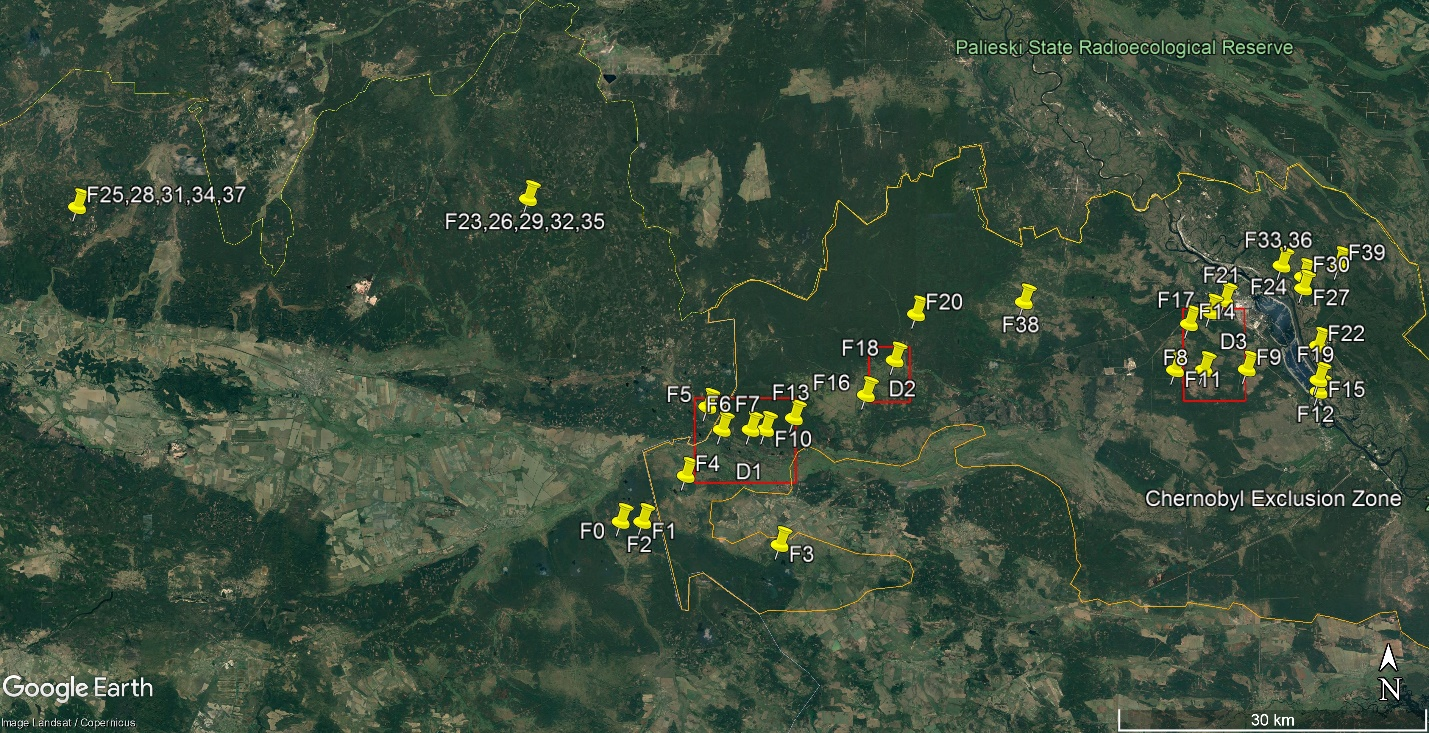 Palieski State Radioecological Reserve
F25,28,31,34,37
F23,26,29,32,35
F33,36
F39
F30
F21
F24
F27
F17
F14
F20
F38
F22
D3
F18
F19
F8
F9
F16
D2
F11
F15
F5
F13
F6
F7
F12
F10
F4
D1
Chernobyl Exclusion Zone
F0
F1
F2
F3
Google Earth
N
Image Landsat / Copernicus
30 km